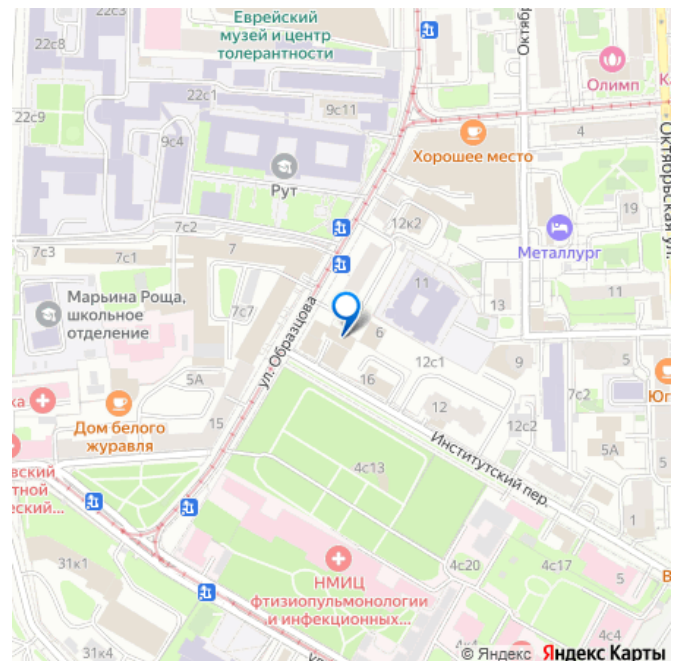 22с8
Еврейский
музей и центр
толерантности
Октяб
Олимп
22с1
9с11
22с9
9с4
4
Хорошее место
Рут
Октябрьская ул.
19
12к2
7с2
7с3
7с1
7
Металлург
11
11
13
7с7
Марьина Роща,
школьное
отделение
ул. Образцова
6
12с1
9
16
7с2
5А
ка
Дом белого
журавля
15
12
12с2
Юг
5А
5
Институтский пер.
4с13
31к1
1
НМИЦ
фтизиопульмонологии
и инфекционных...
4с20
4с17
5
В
31к4
4с4
© Яндекс Яндекс Карты